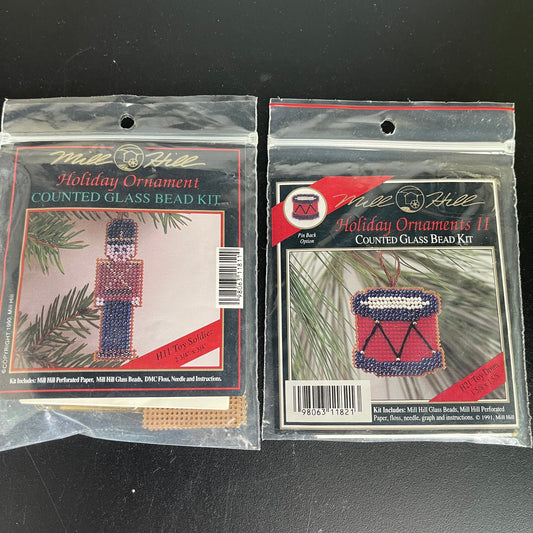 Mill Hill
Holiday Ornament
COUNTED GLASS BEAD KIT
©COPYRIGHT 1990, Mill Hill
98063 11811
H11 Toy Soldier
Kit Includes: Mill Hill Perforated Paper, Mill Hill Glass Beads, DMC Floss, Needle and Instructions.
Mill Hill
Holiday Ornaments II
COUNTED GLASS BEAD KIT
Pin Back
Option
H21 Toy Drum
98063 11821
Kit Includes: Mill Hill Glass Beads, Mill Hill Perforated
Paper, floss, needle, graph and instructions. © 1991, Mill Hill